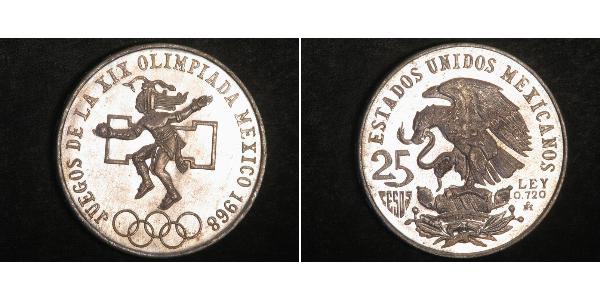 JUEGOS DE LA XIX OLIMPIADA MEXICO 1968
ESTADOS UNIDOS MEXICANOS
25
PESOS
LEY
0.720
M